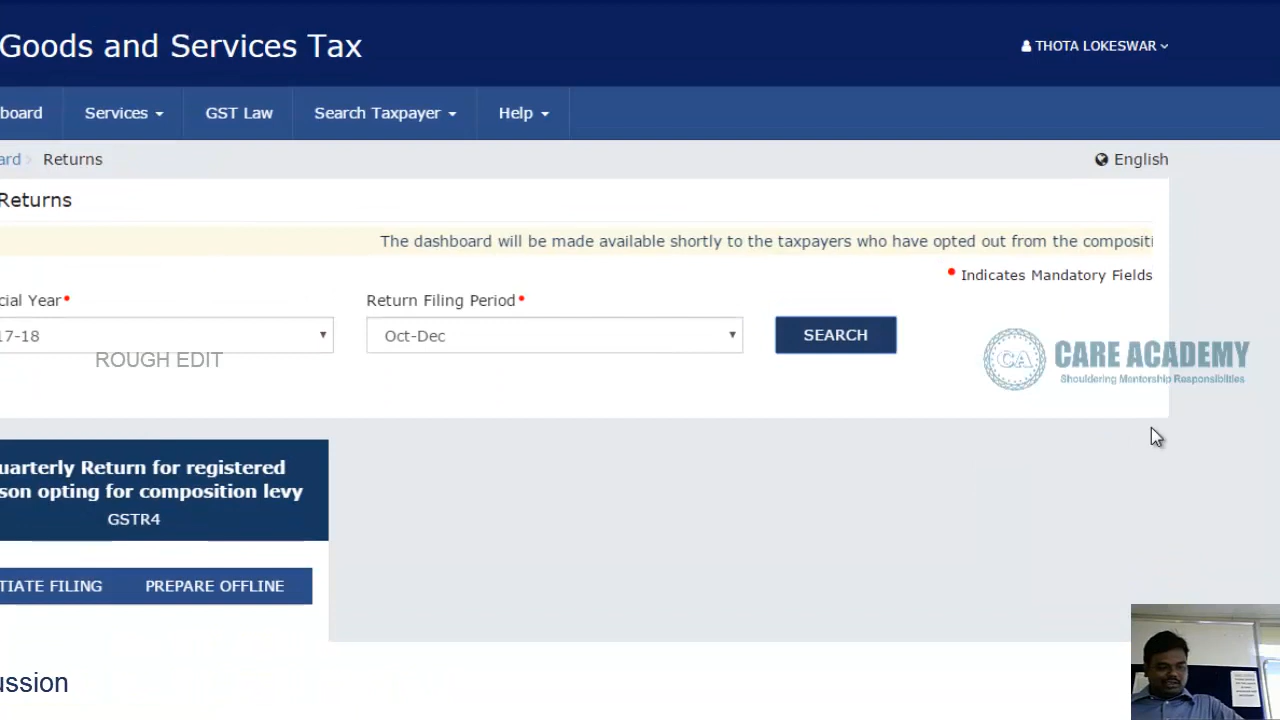 Goods and Services Tax
THOTA LOKESWAR
board
Services
GST Law
Search Taxpayer
Help
ard
Returns
English
Returns
The dashboard will be made available shortly to the taxpayers who have opted out from the compositi
• Indicates Mandatory Fields
cial Year•
Return Filing Period•
17-18
Oct-Dec
SEARCH
ROUGH EDIT
CA
CARE ACADEMY
Shouldering Mentorship Responsibilities
uarterly Return for registered
son opting for composition levy
GSTR4
TIATE FILING
PREPARE OFFLINE
ussion